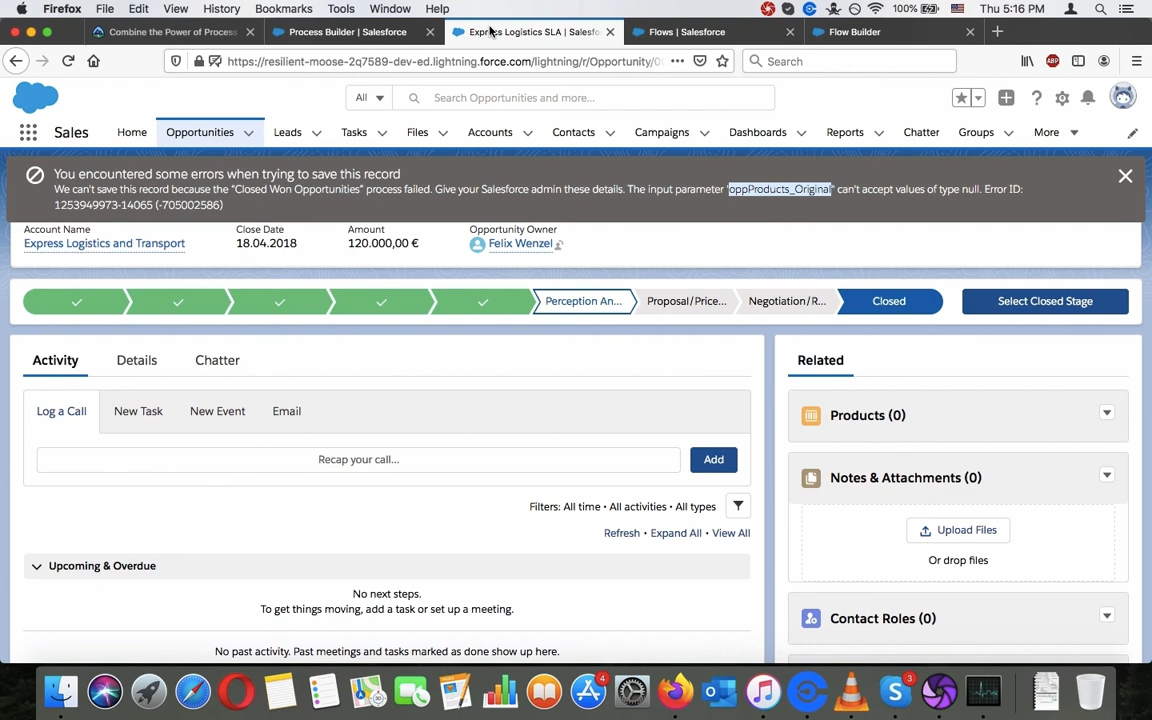 Firefox File Edit View History Bookmarks Tools Window Help 100% Thu 5:16 PM
Combine the Power of Process
Process Builder | Salesforce
Express Logistics SLA | Salesfo
Flows | Salesforce
Flow Builder
https://resilient-moose-2q7589-dev-ed.lightning.force.com/lightning/r/Opportunity/0
Search
ABP
All Search Opportunities and more...
Sales Home Opportunities Leads Tasks Files Accounts Contacts Campaigns Dashboards Reports Chatter Groups More
You encountered some errors when trying to save this record
We can't save this record because the "Closed Won Opportunities" process failed. Give your Salesforce admin these details. The input parameter 'oppProducts_Original' can't accept values of type null. Error ID:
1253949973-14065 (-705002586)
Account Name Close Date Amount Opportunity Owner
Express Logistics and Transport 18.04.2018 120.000,00 € Felix Wenzel
Perception An... Proposal/Price... Negotiation/R... Closed Select Closed Stage
Activity Details Chatter
Log a Call New Task New Event Email
Recap your call... Add
Filters: All time • All activities • All types
Refresh • Expand All • View All
Upcoming & Overdue
No next steps.
To get things moving, add a task or set up a meeting.
No past activity. Past meetings and tasks marked as done show up here.
Related
Products (0)
Notes & Attachments (0)
Upload Files
Or drop files
Contact Roles (0)
4
3